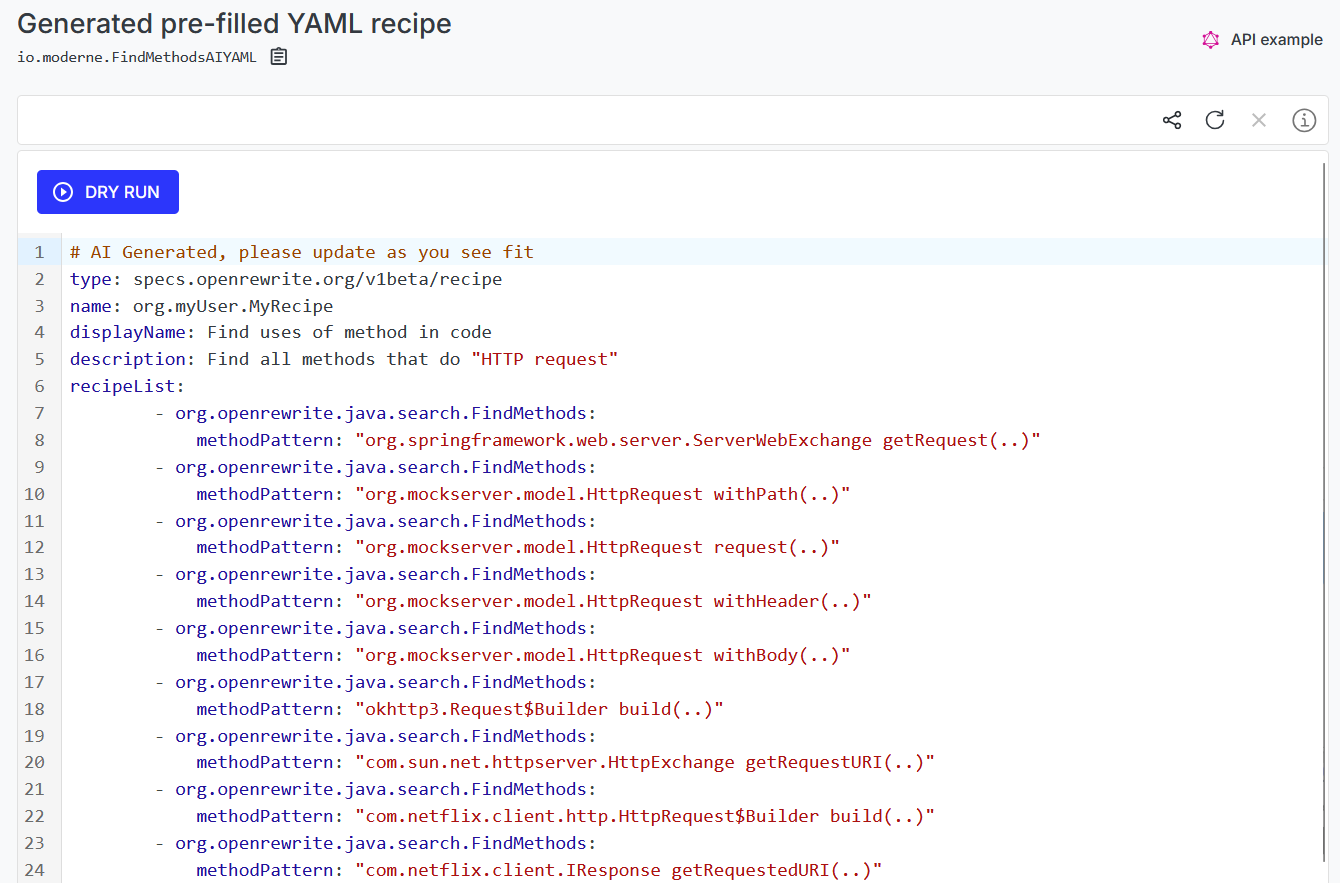 Generated pre-filled YAML recipe
io.moderne.FindMethodsAIYAML
API example
DRY RUN
1 # AI Generated, please update as you see fit
2 type: specs.openrewrite.org/v1beta/recipe
3 name: org.myUser.MyRecipe
4 displayName: Find uses of method in code
5 description: Find all methods that do "HTTP request"
6 recipeList:
7         - org.openrewrite.java.search.FindMethods:
8             methodPattern: "org.springframework.web.server.ServerWebExchange getRequest(..)"
9         - org.openrewrite.java.search.FindMethods:
10             methodPattern: "org.mockserver.model.HttpRequest withPath(..)"
11         - org.openrewrite.java.search.FindMethods:
12             methodPattern: "org.mockserver.model.HttpRequest request(..)"
13         - org.openrewrite.java.search.FindMethods:
14             methodPattern: "org.mockserver.model.HttpRequest withHeader(..)"
15         - org.openrewrite.java.search.FindMethods:
16             methodPattern: "org.mockserver.model.HttpRequest withBody(..)"
17         - org.openrewrite.java.search.FindMethods:
18             methodPattern: "okhttp3.Request$Builder build(..)"
19         - org.openrewrite.java.search.FindMethods:
20             methodPattern: "com.sun.net.httpserver.HttpExchange getRequestURI(..)"
21         - org.openrewrite.java.search.FindMethods:
22             methodPattern: "com.netflix.client.http.HttpRequest$Builder build(..)"
23         - org.openrewrite.java.search.FindMethods:
24             methodPattern: "com.netflix.client.IResponse getRequestedURI(..)"